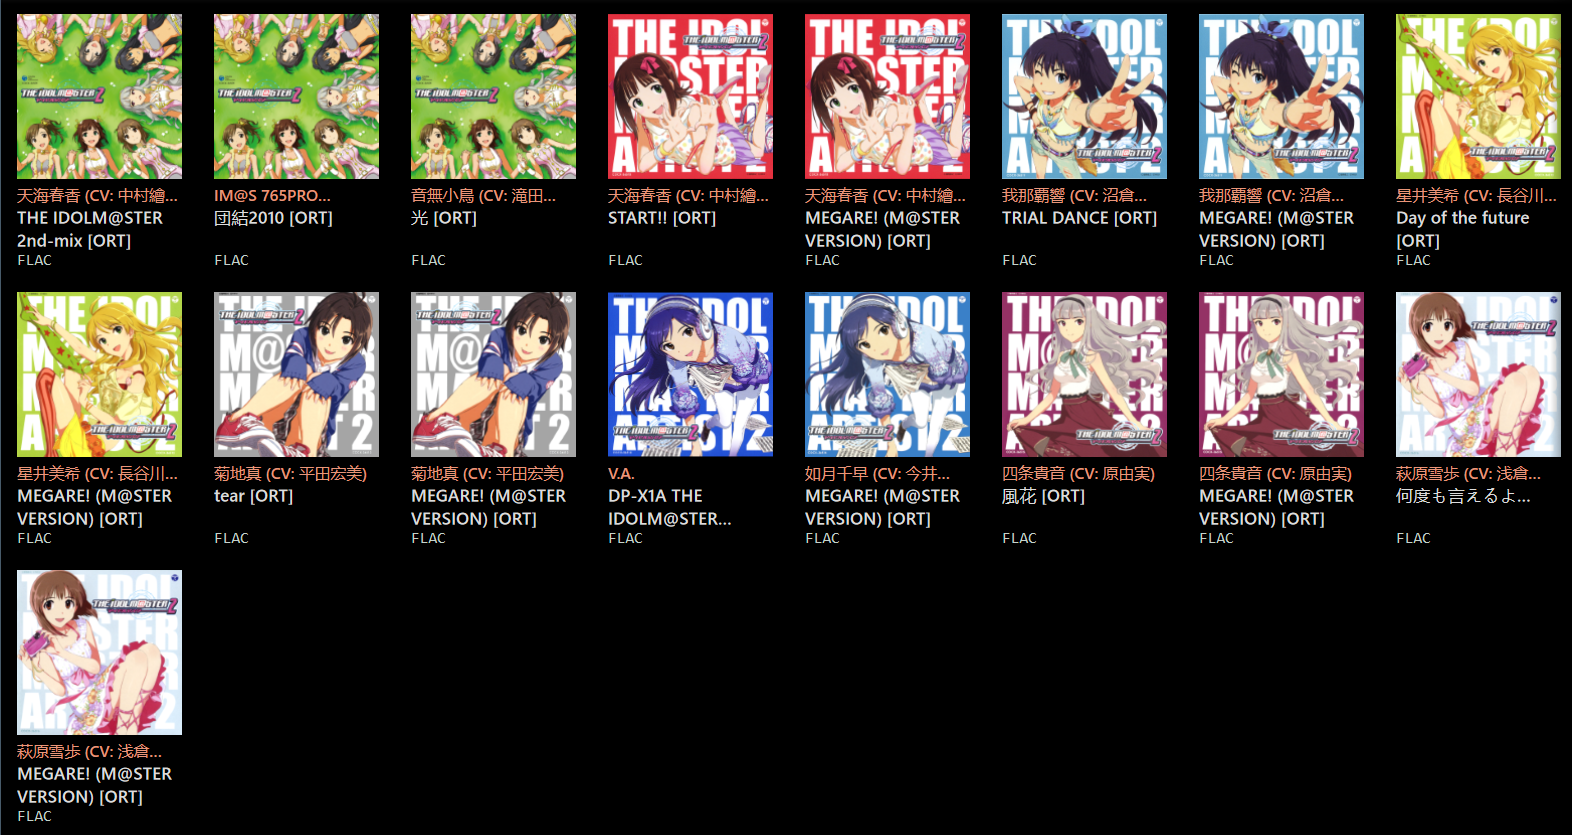 天海春香 (CV: 中村繪...
THE IDOLM@STER
2nd-mix [ORT]
FLAC
IM@S 765PRO...
団結2010 [ORT]
FLAC
音無小鳥 (CV: 滝田...
光 [ORT]
FLAC
THE IDOL
M@STER
ARTIST 2
THE IDOLM@STER 2
天海春香 (CV: 中村繪...
START!! [ORT]
FLAC
天海春香 (CV: 中村繪...
MEGARE! (M@STER
VERSION) [ORT]
FLAC
我那覇響 (CV: 沼倉...
TRIAL DANCE [ORT]
FLAC
我那覇響 (CV: 沼倉...
MEGARE! (M@STER
VERSION) [ORT]
FLAC
星井美希 (CV: 長谷川...
Day of the future
[ORT]
FLAC
星井美希 (CV: 長谷川...
MEGARE! (M@STER
VERSION) [ORT]
FLAC
菊地真 (CV: 平田宏美)
tear [ORT]
FLAC
菊地真 (CV: 平田宏美)
MEGARE! (M@STER
VERSION) [ORT]
FLAC
V.A.
DP-X1A THE
IDOLM@STER...
FLAC
如月千早 (CV: 今井...
MEGARE! (M@STER
VERSION) [ORT]
FLAC
四条貴音 (CV: 原由実)
風花 [ORT]
FLAC
四条貴音 (CV: 原由実)
MEGARE! (M@STER
VERSION) [ORT]
FLAC
萩原雪歩 (CV: 浅倉...
何度も言えるよ...
FLAC
萩原雪歩 (CV: 浅倉...
MEGARE! (M@STER
VERSION) [ORT]
FLAC